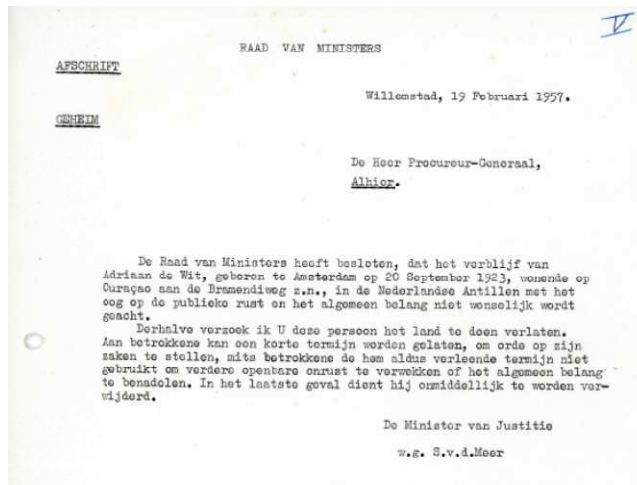 V
RAAD VAN MINISTERS
AFSCHRIFT
Willemstad, 19 Februari 1957.
GEHEIM
De Heer Procureur-Generaal,
Alhier.
De Raad van Ministers heeft besloten, dat het verblijf van
Adriaan de Wit, geboren te Amsterdam op 20 September 1923, wonende op
Curaçao aan de Bramendiweg z.n., in de Nederlandse Antillen met het
oog op de publieke rust en het algemeen belang niet wenselijk wordt
geacht.
Derhalve verzoek ik U deze persoon het land te doen verlaten.
Aan betrokkene kan een korte termijn worden gelaten, om orde op zijn
zaken te stellen, mits betrokkene de hem aldus verleende termijn niet
gebruikt om verdere openbare onrust te verwekken of het algemeen belang
te benadelen. In het laatste geval dient hij onmiddellijk te worden ver-
wijderd.
De Minister van Justitie
w.g. S.v.d.Meer